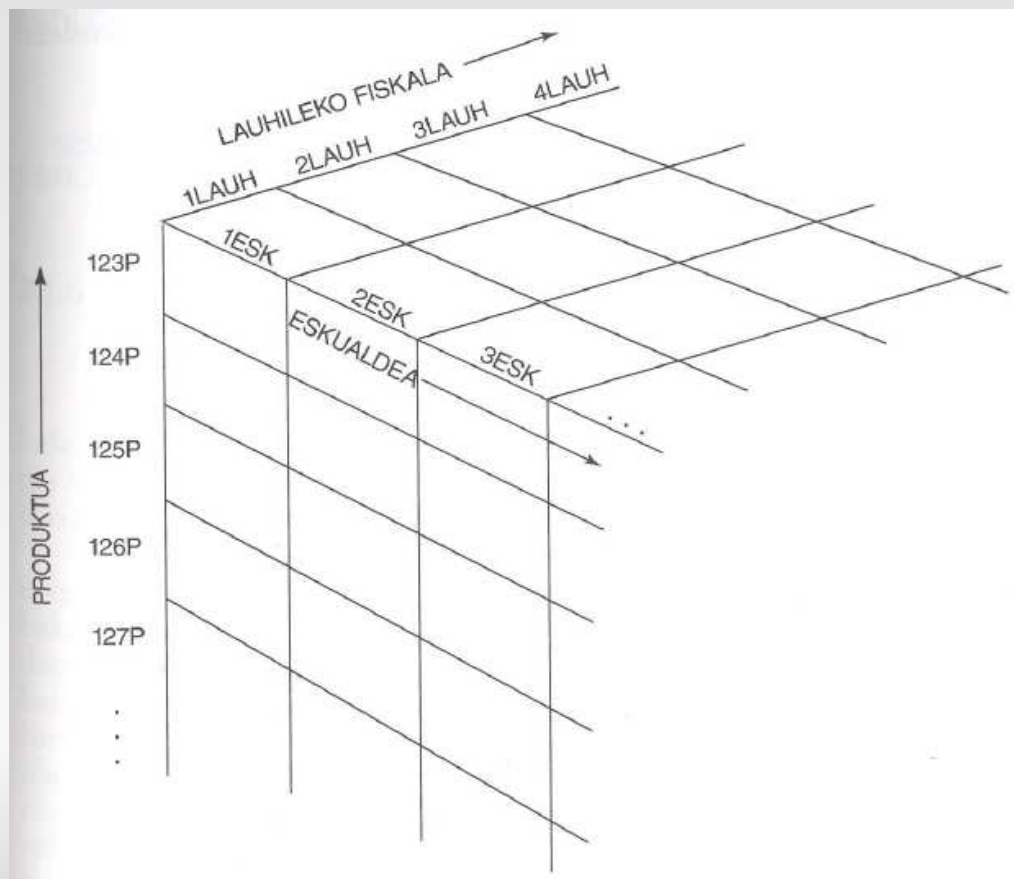 LAUHILEKO FISKALA
1LAUH
2LAUH
3LAUH
4LAUH
1ESK
2ESK
3ESK
...
ESKUALDEA
PRODUKTUA
123P
124P
125P
126P
127P
.
.
.